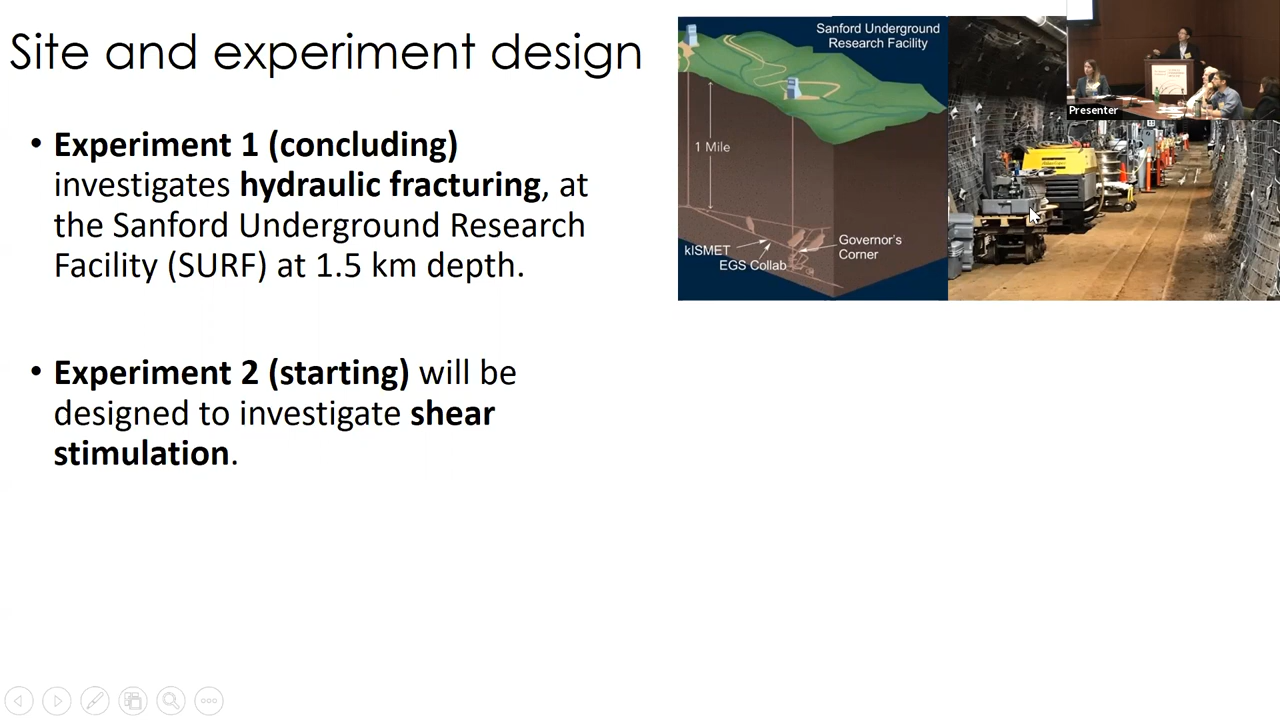 Site and experiment design
• Experiment 1 (concluding)
investigates hydraulic fracturing, at
the Sanford Underground Research
Facility (SURF) at 1.5 km depth.
• Experiment 2 (starting) will be
designed to investigate shear
stimulation.
Sanford Underground
Research Facility
1 Mile
kISMET
EGS Collab
Governor's
Corner
Presenter